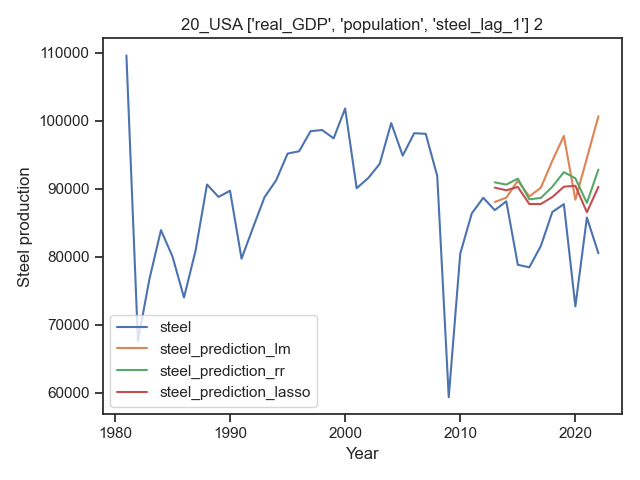 20_USA ['real_GDP', 'population', 'steel_lag_1'] 2
110000
100000
90000
80000
70000
60000
Steel production
steel
steel_prediction_lm
steel_prediction_rr
steel_prediction_lasso
1980
1990
2000
2010
2020
Year